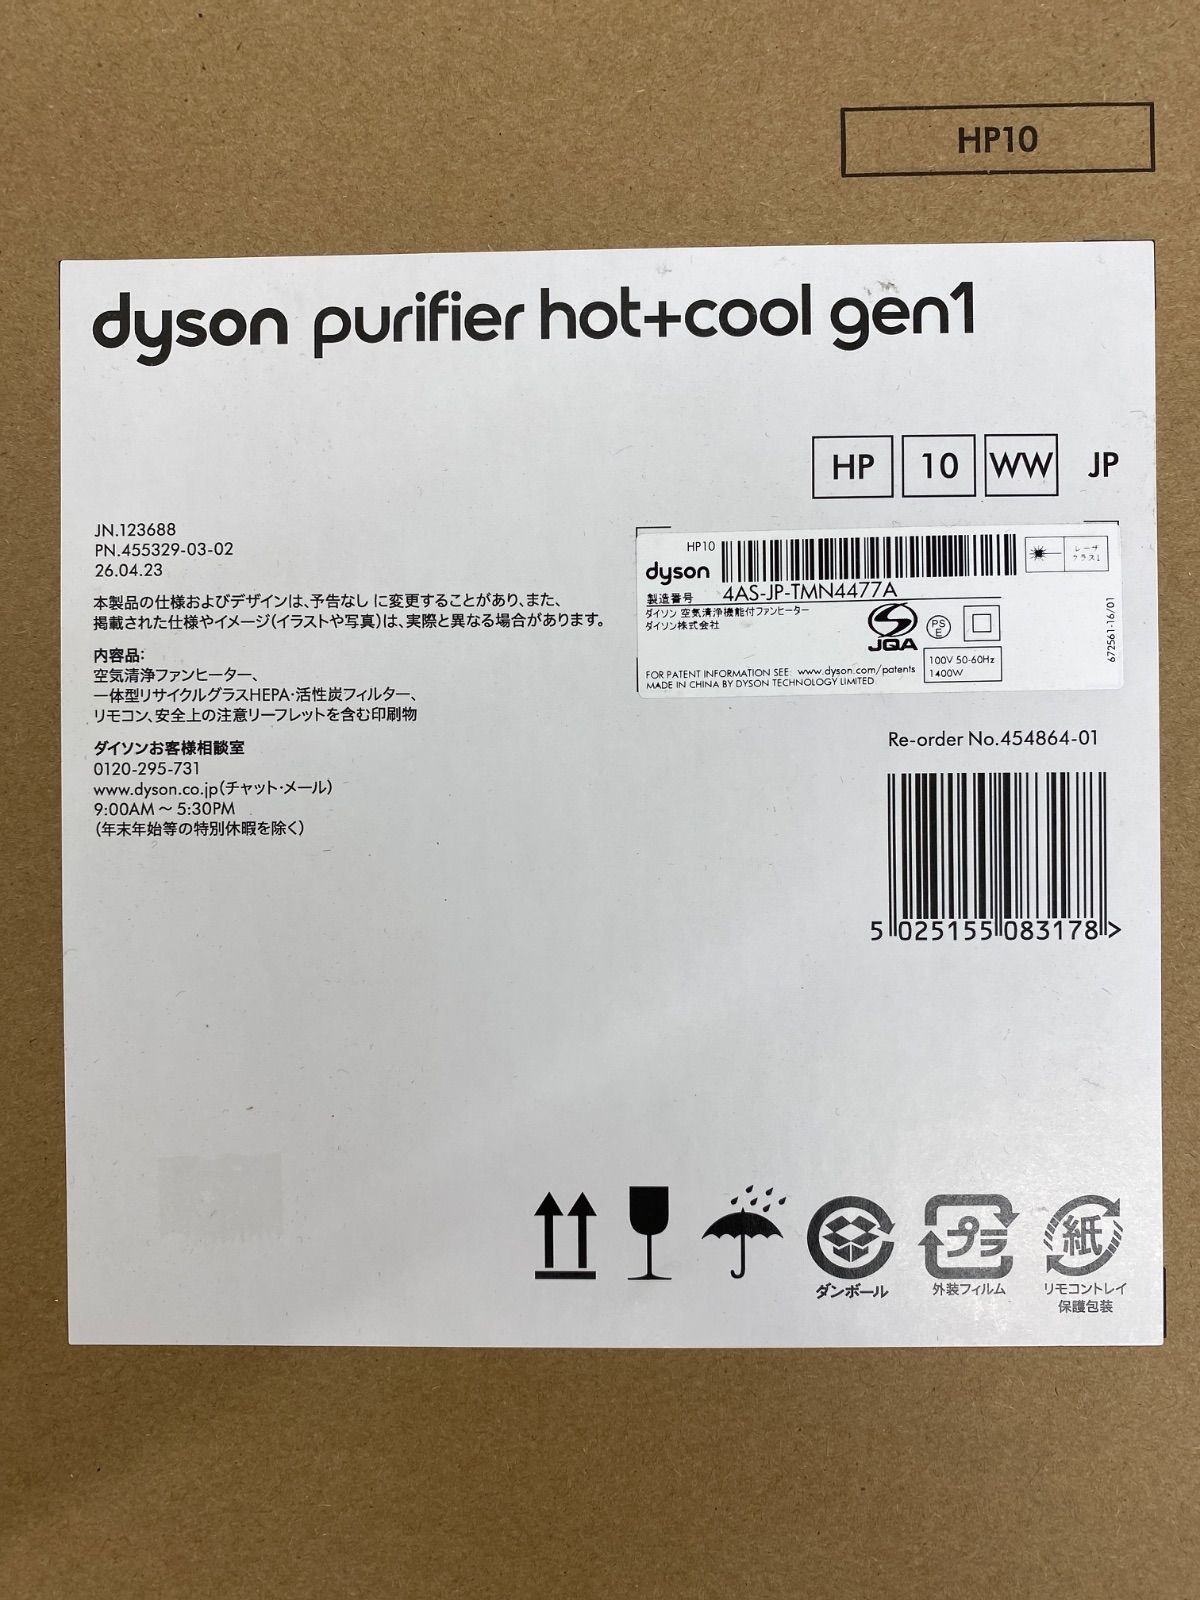 HP10
dyson purifier hot+cool gen1
HP 10 WW JP
JN.123688
PN.455329-03-02
26.04.23
本製品の仕様およびデザインは、予告なしに変更することがあり、また、
掲載された仕様やイメージ(イラストや写真)は、実際と異なる場合があります。
内容品:
空気清浄ファンヒーター、
一体型リサイクルグラスHEPA・活性炭フィルター、
リモコン、安全上の注意リーフレットを含む印刷物
ダイソンお客様相談室
0120-295-731
www.dyson.co.jp(チャット・メール)
9:00AM ~ 5:30PM
(年末年始等の特別休暇を除く)
HP10
dyson
製造番号 4AS-JP-TMN4477A
ダイソン 空気清浄機能付ファンヒーター
ダイソン株式会社
JQA
PS
E
レーザ
クラス1
100V 50-60Hz
1400W
FOR PATENT INFORMATION SEE: www.dyson.com/patents
MADE IN CHINA BY DYSON TECHNOLOGY LIMITED
672561-16/01
Re-order No.454864-01
5 025155 083178 >
プラ
紙
ダンボール
外装フィルム
リモコントレイ
保護包装